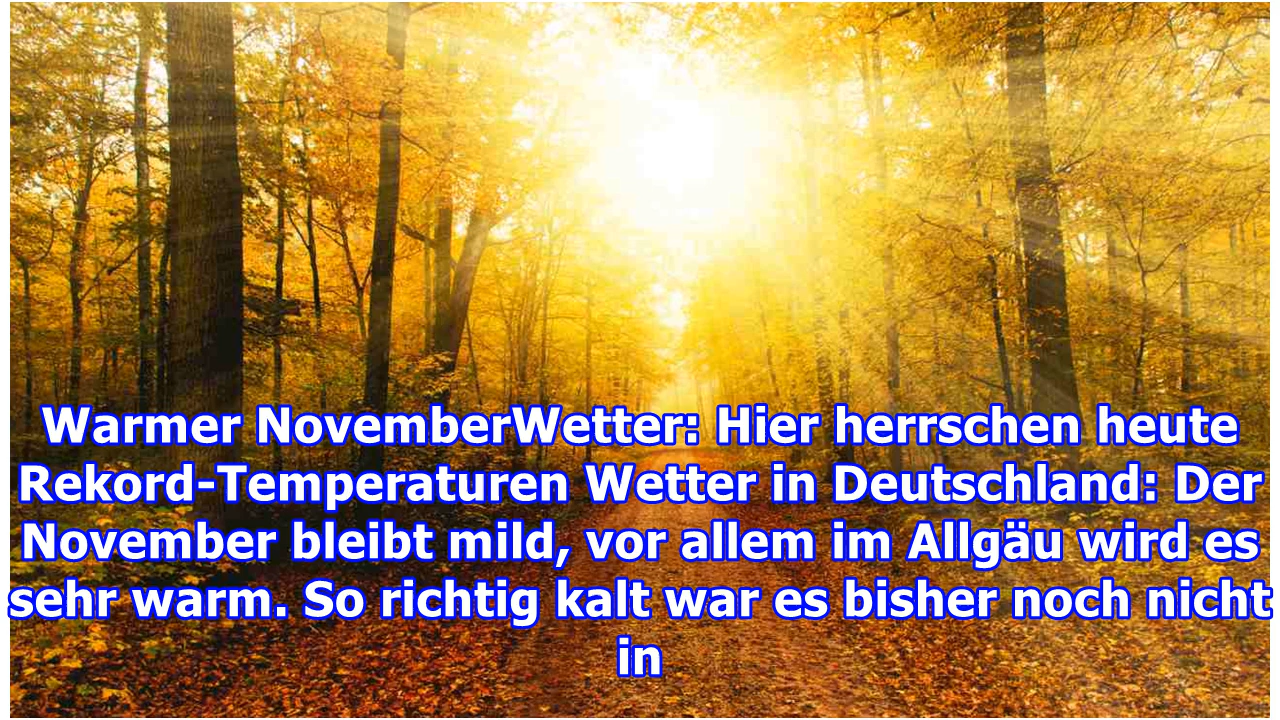 Warmer NovemberWetter: Hier herrschen heute
Rekord-Temperaturen Wetter in Deutschland: Der
November bleibt mild, vor allem im Allgäu wird es
sehr warm. So richtig kalt war es bisher noch nicht
in